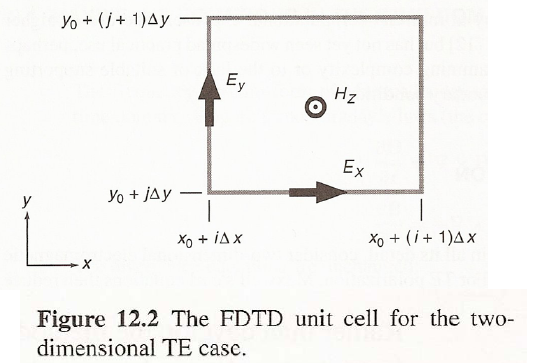 y₀ + (j + 1)Δy
E_y
H_Z
E_X
y₀ + jΔy
y
x₀ + iΔx
x₀ + (i + 1)Δx
x
Figure 12.2 The FDTD unit cell for the two-
dimensional TE case.